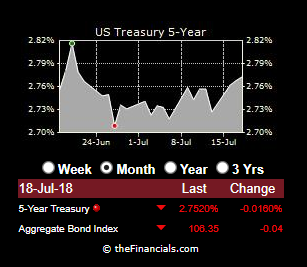 US Treasury 5-Year
2.82% 2.82%
2.79% 2.79%
2.76% 2.76%
2.73% 2.73%
2.70% 2.70%
24-Jun 1-Jul 8-Jul 15-Jul
Week Month Year 3 Yrs
18-Jul-18 Last Change
5-Year Treasury 2.7520% -0.0160%
Aggregate Bond Index 106.35 -0.04
© theFinancials.com